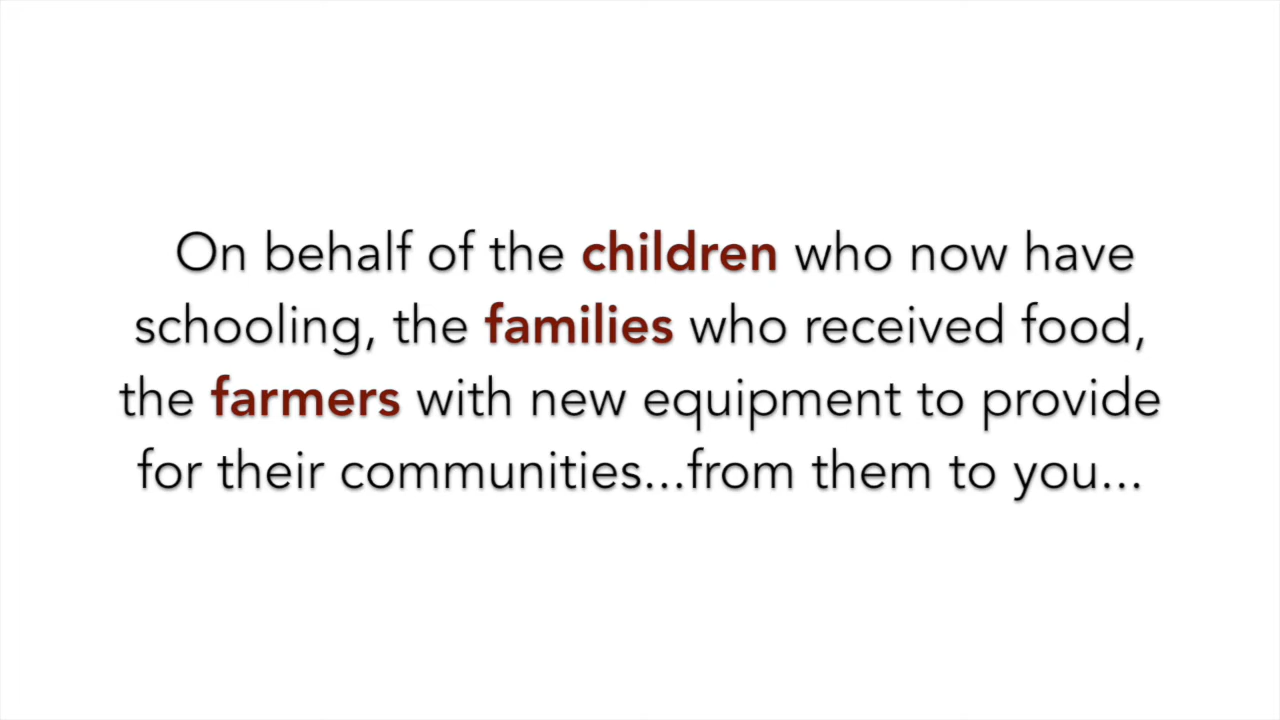 On behalf of the children who now have
schooling, the families who received food,
the farmers with new equipment to provide
for their communities...from them to you...